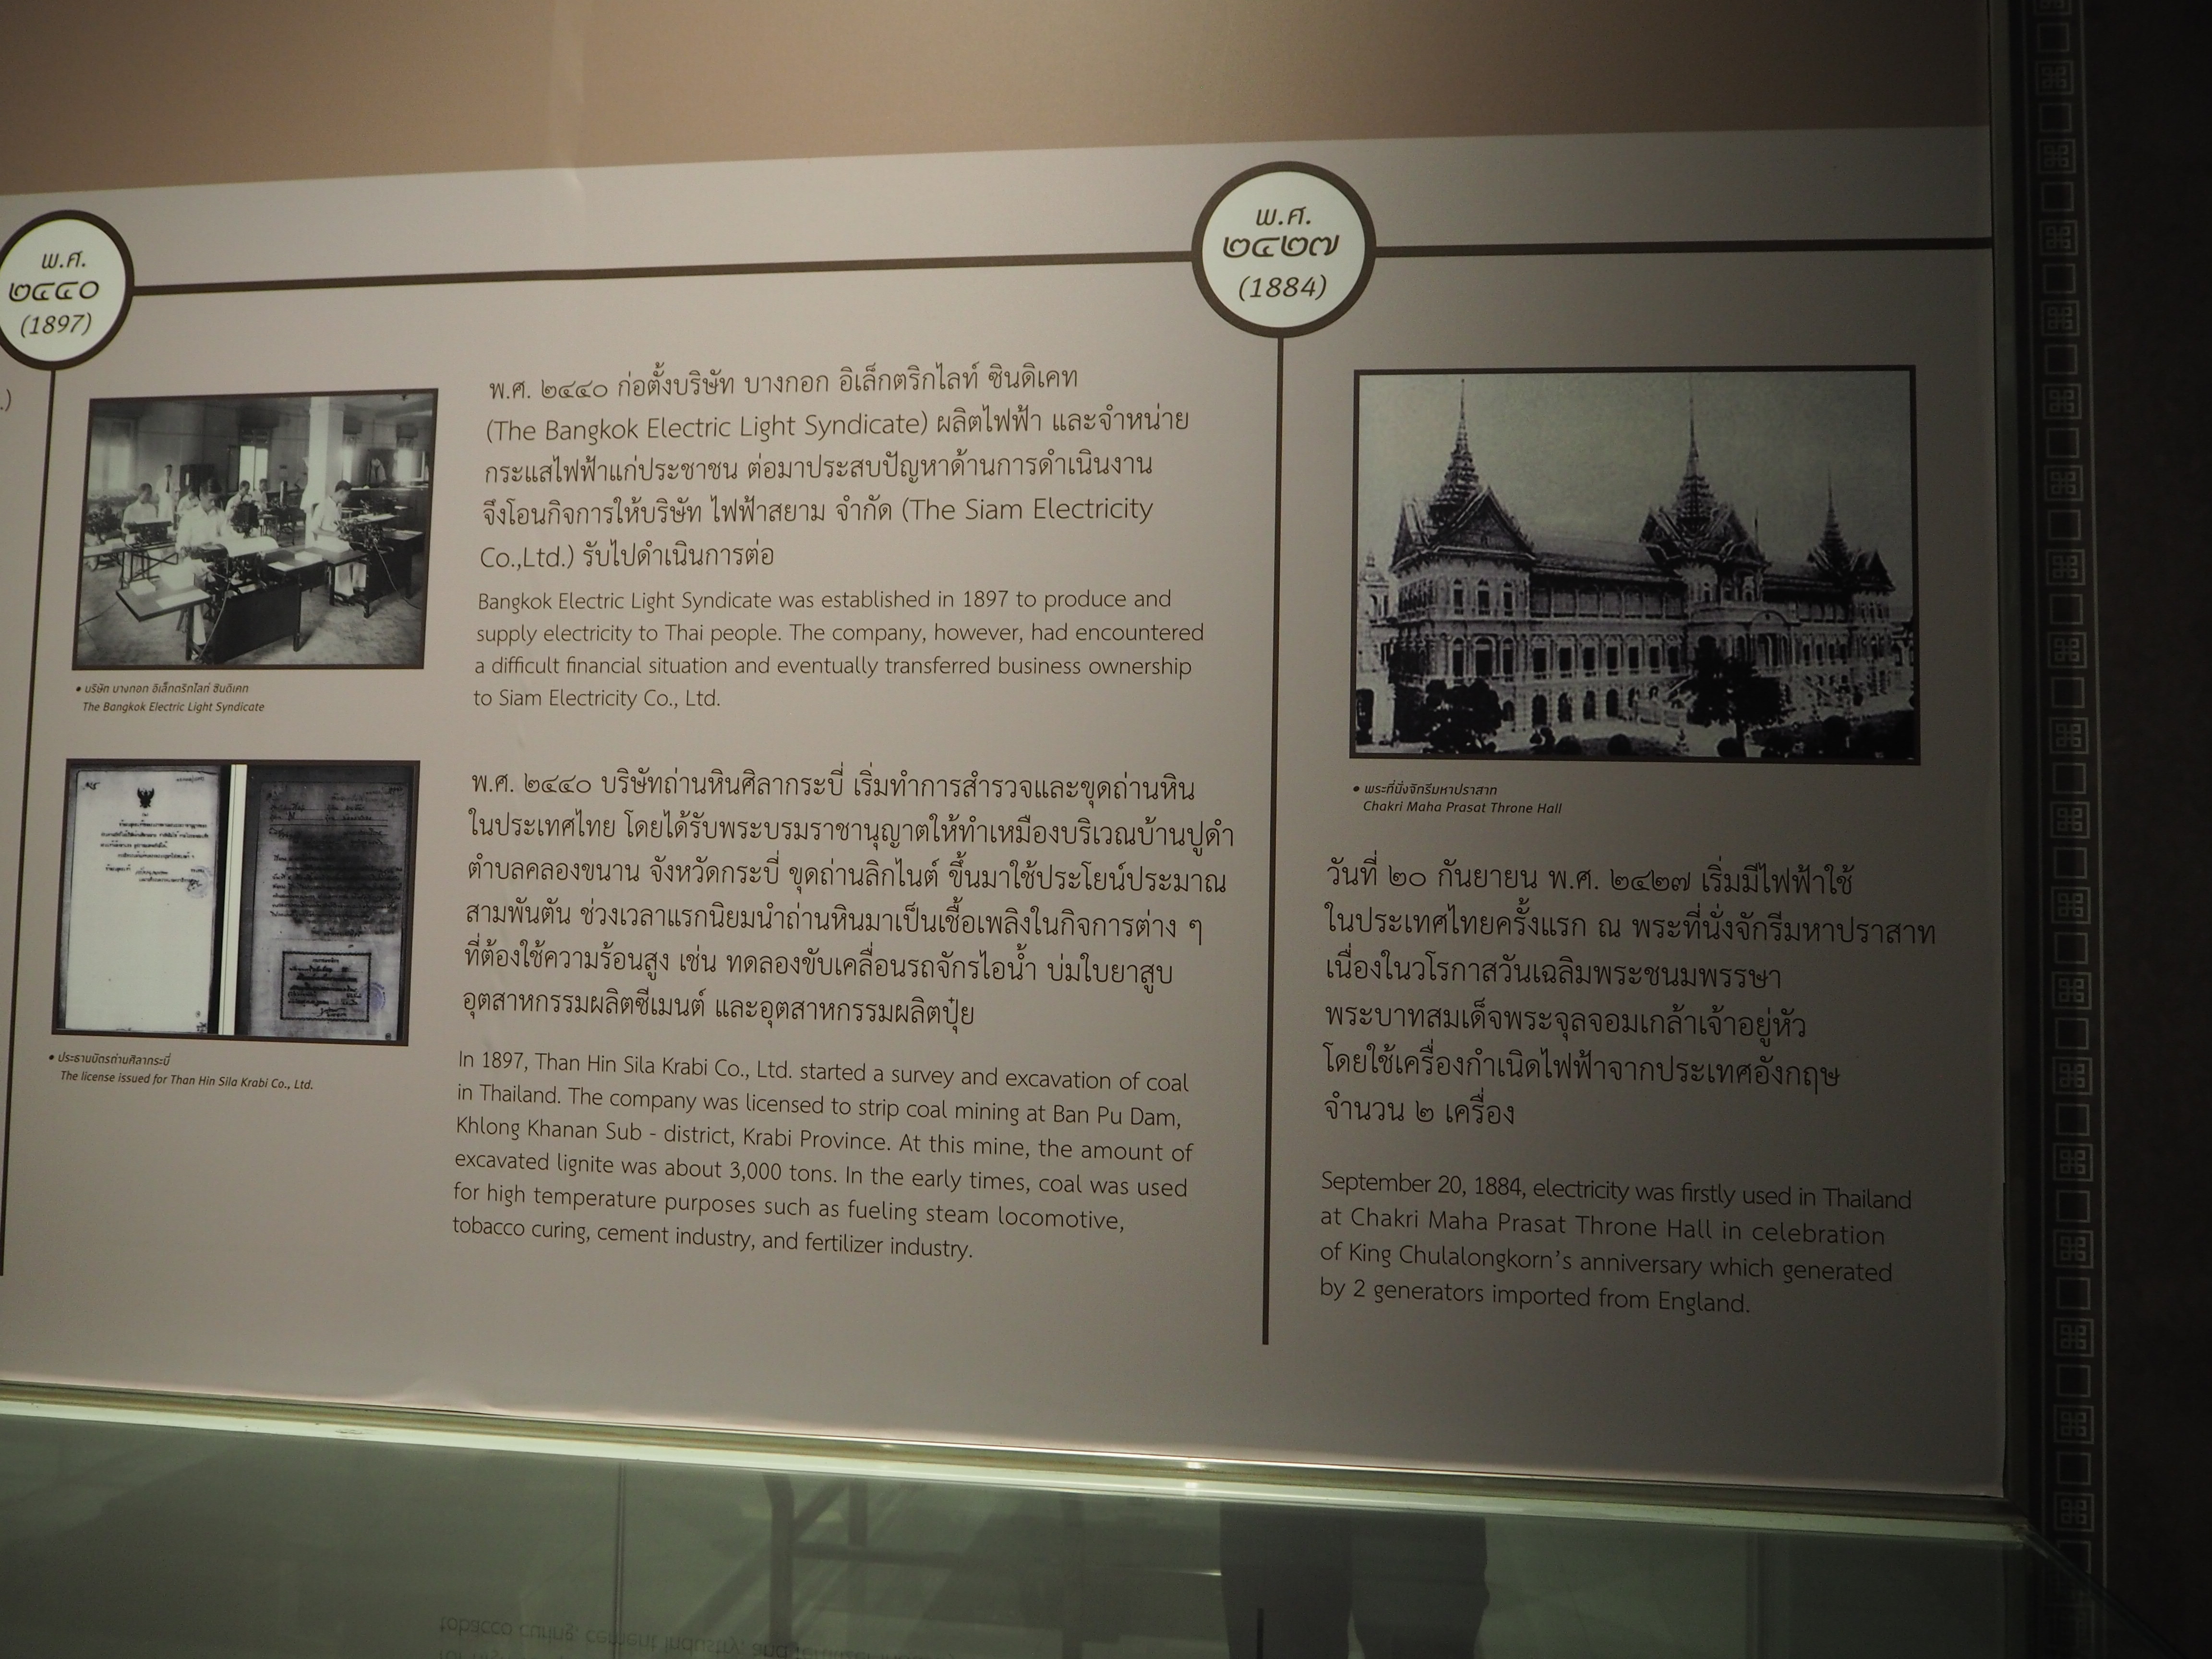 .)
พ.ศ.
๒๔๔๐
(1897)
• บริษัท บางกอก อิเล็กตริกไลท์ ซินดิเคท
The Bangkok Electric Light Syndicate
• ประธานบัตรถ่านศิลากระบี่
The license issued for Than Hin Sila Krabi Co., Ltd.
พ.ศ. ๒๔๔๐ ก่อตั้งบริษัท บางกอก อิเล็กตริกไลท์ ซินดิเคท
(The Bangkok Electric Light Syndicate) ผลิตไฟฟ้า และจำหน่าย
กระแสไฟฟ้าแก่ประชาชน ต่อมาประสบปัญหาด้านการดำเนินงาน
จึงโอนกิจการให้บริษัท ไฟฟ้าสยาม จำกัด (The Siam Electricity
Co.,Ltd.) รับไปดำเนินการต่อ
Bangkok Electric Light Syndicate was established in 1897 to produce and
supply electricity to Thai people. The company, however, had encountered
a difficult financial situation and eventually transferred business ownership
to Siam Electricity Co., Ltd.
พ.ศ. ๒๔๔๐ บริษัทถ่านหินศิลากระบี่ เริ่มทำการสำรวจและขุดถ่านหิน
ในประเทศไทย โดยได้รับพระบรมราชานุญาตให้ทำเหมืองบริเวณบ้านปูดำ
ตำบลคลองขนาน จังหวัดกระบี่ ขุดถ่านลิกไนต์ ขึ้นมาใช้ประโยน์ประมาณ
สามพันตัน ช่วงเวลาแรกนิยมนำถ่านหินมาเป็นเชื้อเพลิงในกิจการต่าง ๆ
ที่ต้องใช้ความร้อนสูง เช่น ทดลองขับเคลื่อนรถจักรไอน้ำ บ่มใบยาสูบ
อุตสาหกรรมผลิตซีเมนต์ และอุตสาหกรรมผลิตปุ๋ย
In 1897, Than Hin Sila Krabi Co., Ltd. started a survey and excavation of coal
in Thailand. The company was licensed to strip coal mining at Ban Pu Dam,
Khlong Khanan Sub - district, Krabi Province. At this mine, the amount of
excavated lignite was about 3,000 tons. In the early times, coal was used
for high temperature purposes such as fueling steam locomotive,
tobacco curing, cement industry, and fertilizer industry.
พ.ศ.
๒๔๒๗
(1884)
• พระที่นั่งจักรีมหาปราสาท
Chakri Maha Prasat Throne Hall
วันที่ ๒๐ กันยายน พ.ศ. ๒๔๒๗ เริ่มมีไฟฟ้าใช้
ในประเทศไทยครั้งแรก ณ พระที่นั่งจักรีมหาปราสาท
เนื่องในวโรกาสวันเฉลิมพระชนมพรรษา
พระบาทสมเด็จพระจุลจอมเกล้าเจ้าอยู่หัว
โดยใช้เครื่องกำเนิดไฟฟ้าจากประเทศอังกฤษ
จำนวน ๒ เครื่อง
September 20, 1884, electricity was firstly used in Thailand
at Chakri Maha Prasat Throne Hall in celebration
of King Chulalongkorn's anniversary which generated
by 2 generators imported from England.